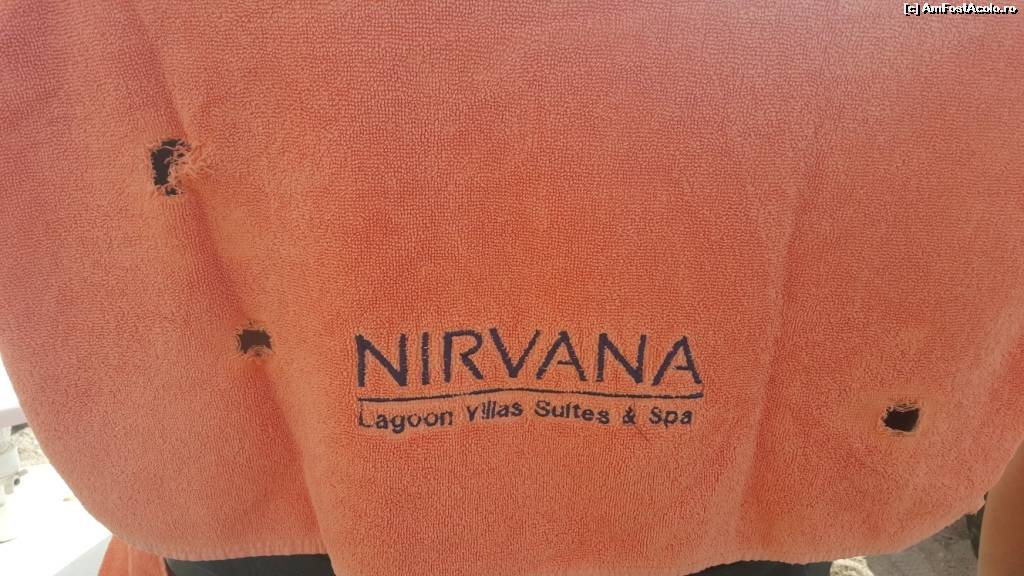 [c] AmFostAcolo.ro
NIRVANA
Lagoon Villas Suites & Spa